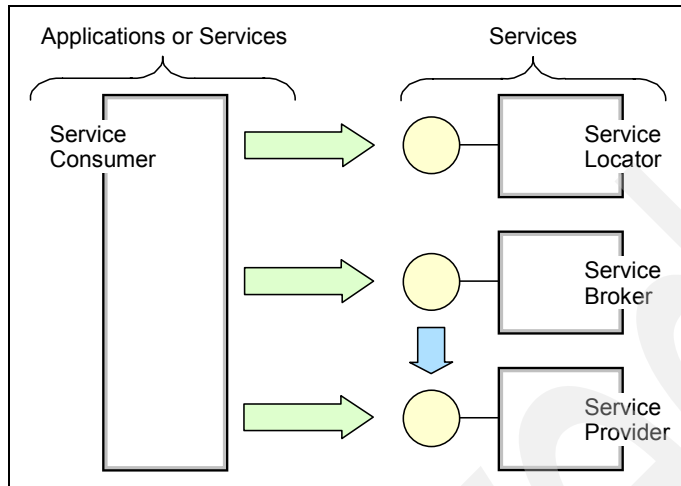 Applications or Services
Services
Service
Consumer
Service
Locator
Service
Broker
Service
Provider